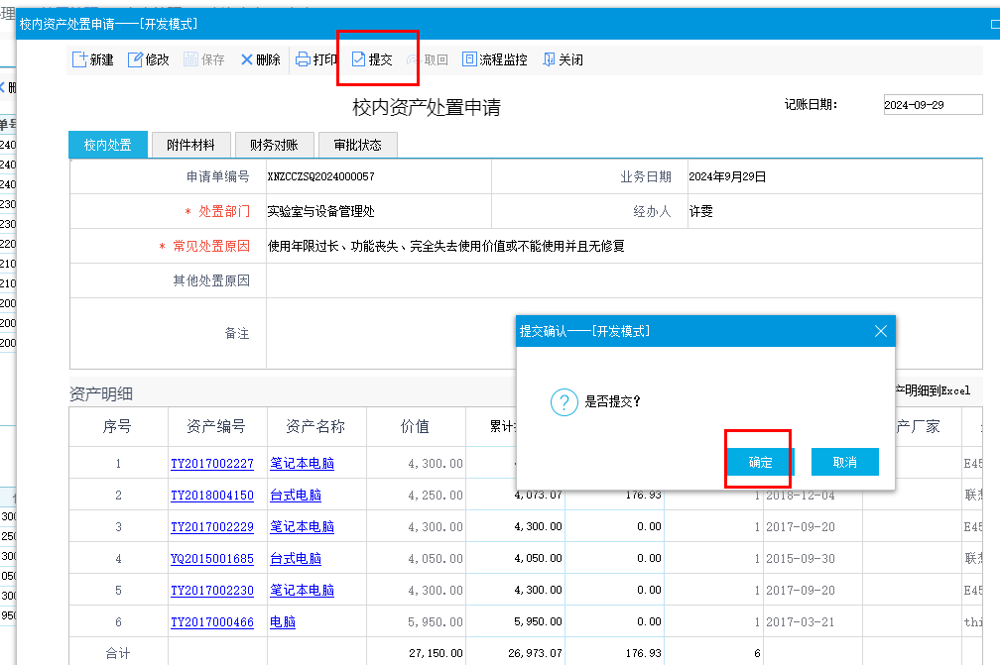 校内资产处置申请——[开发模式]
新建 修改 保存 删除 打印 提交 取回 流程监控 关闭
校内资产处置申请
记账日期: 2024-09-29
校内处置 附件材料 财务对账 审批状态
申请单编号 XNZCCZSQ2024000057 业务日期 2024年9月29日
* 处置部门 实验室与设备管理处 经办人 许雯
* 常见处置原因 使用年限过长、功能丧失、完全失去使用价值或不能使用并且无修复
其他处置原因
备注
提交确认——[开发模式]
是否提交?
确定 取消
资产明细 产明细到Excel
序号 资产编号 资产名称 价值 累计 产厂家
1 TY2017002227 笔记本电脑 4,300.00 E45
2 TY2018004150 台式电脑 4,250.00 4,073.07 176.93 1 2018-12-04 联想
3 TY2017002229 笔记本电脑 4,300.00 4,300.00 0.00 1 2017-09-20 E45
4 YQ2015001685 台式电脑 4,050.00 4,050.00 0.00 1 2015-09-30 联想
5 TY2017002230 笔记本电脑 4,300.00 4,300.00 0.00 1 2017-09-20 E45
6 TY2017000466 电脑 5,950.00 5,950.00 0.00 1 2017-03-21 thi
合计 27,150.00 26,973.07 176.93 6